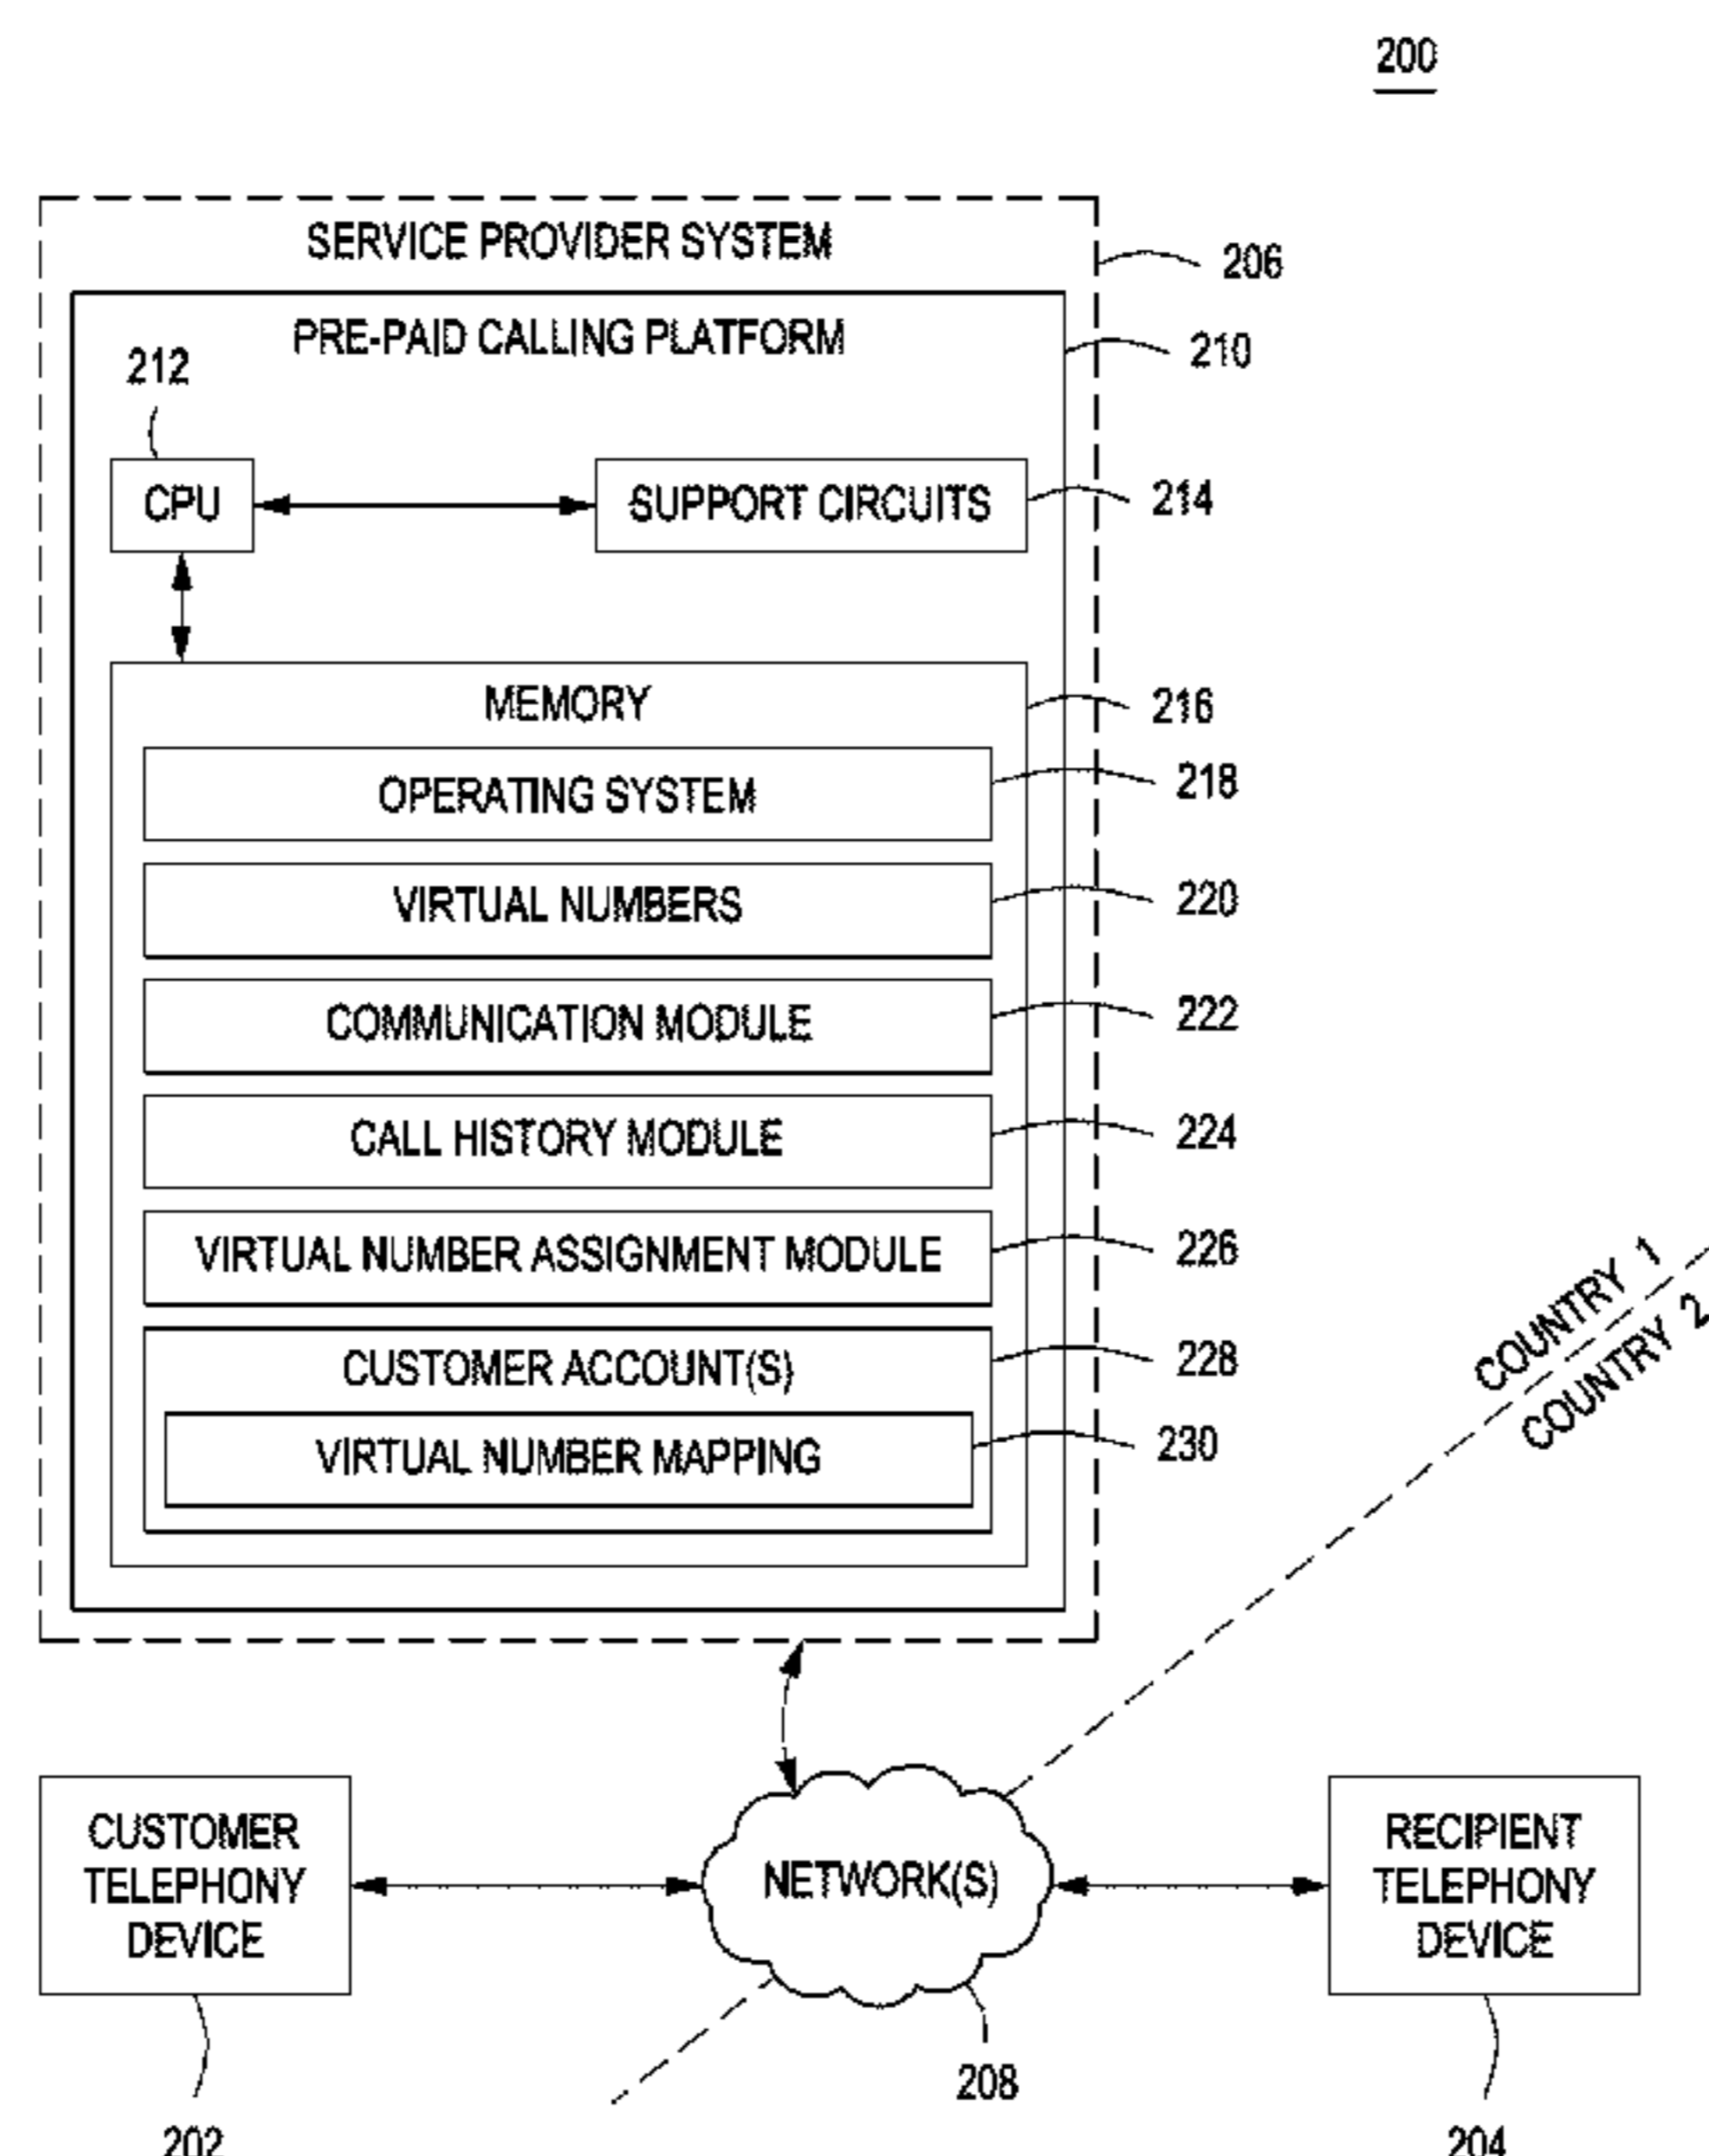 200
SERVICE PROVIDER SYSTEM
206
PRE-PAID CALLING PLATFORM
210
212
CPU
SUPPORT CIRCUITS
214
MEMORY
216
OPERATING SYSTEM
218
VIRTUAL NUMBERS
220
COMMUNICATION MODULE
222
CALL HISTORY MODULE
224
VIRTUAL NUMBER ASSIGNMENT MODULE
226
COUNTRY 1
COUNTRY 2
CUSTOMER ACCOUNT(S)
228
VIRTUAL NUMBER MAPPING
230
CUSTOMER
TELEPHONY
DEVICE
NETWORK(S)
RECIPIENT
TELEPHONY
DEVICE
208
202
204